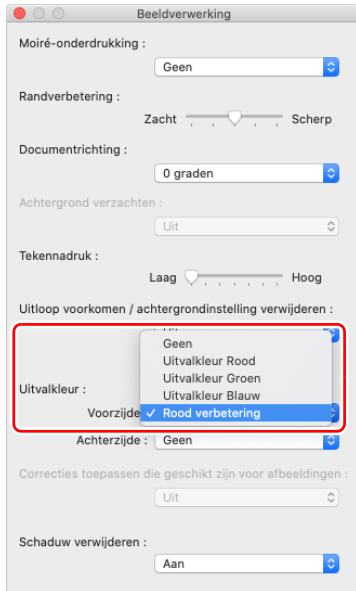 Beeldverwerking
Moiré-onderdrukking :
Geen
Randverbetering :
Zacht Scherp
Documentrichting :
0 graden
Achtergrond verzachten :
Uit
Tekennadruk :
Laag Hoog
Uitloop voorkomen / achtergrondinstelling verwijderen :
Geen
Uitvalkleur Rood
Uitvalkleur Groen
Uitvalkleur Blauw
Uitvalkleur :
Voorzijde ✓ Rood verbetering
Achterzijde : Geen
Correcties toepassen die geschikt zijn voor afbeeldingen :
Uit
Schaduw verwijderen :
Aan